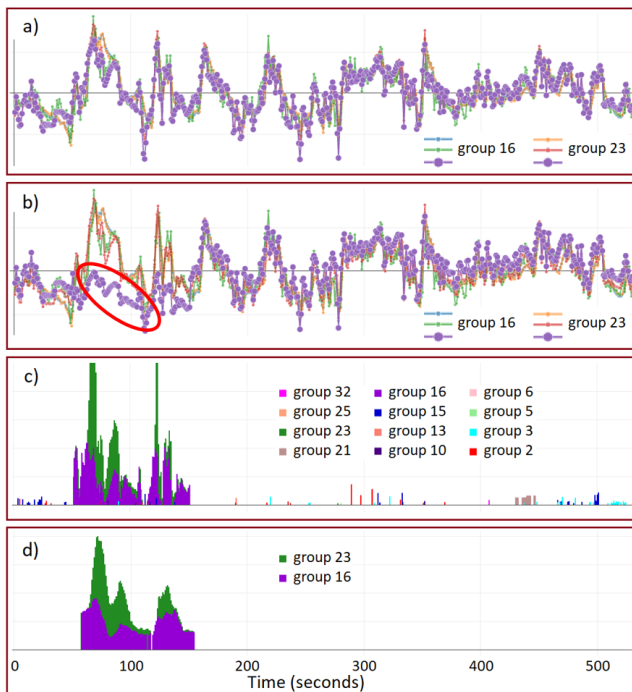 a)
group 16 group 23
b)
group 16 group 23
c)
group 32 group 16 group 6
group 25 group 15 group 5
group 23 group 13 group 3
group 21 group 10 group 2
d)
group 23
group 16
0 100 200 300 400 500
Time (seconds)